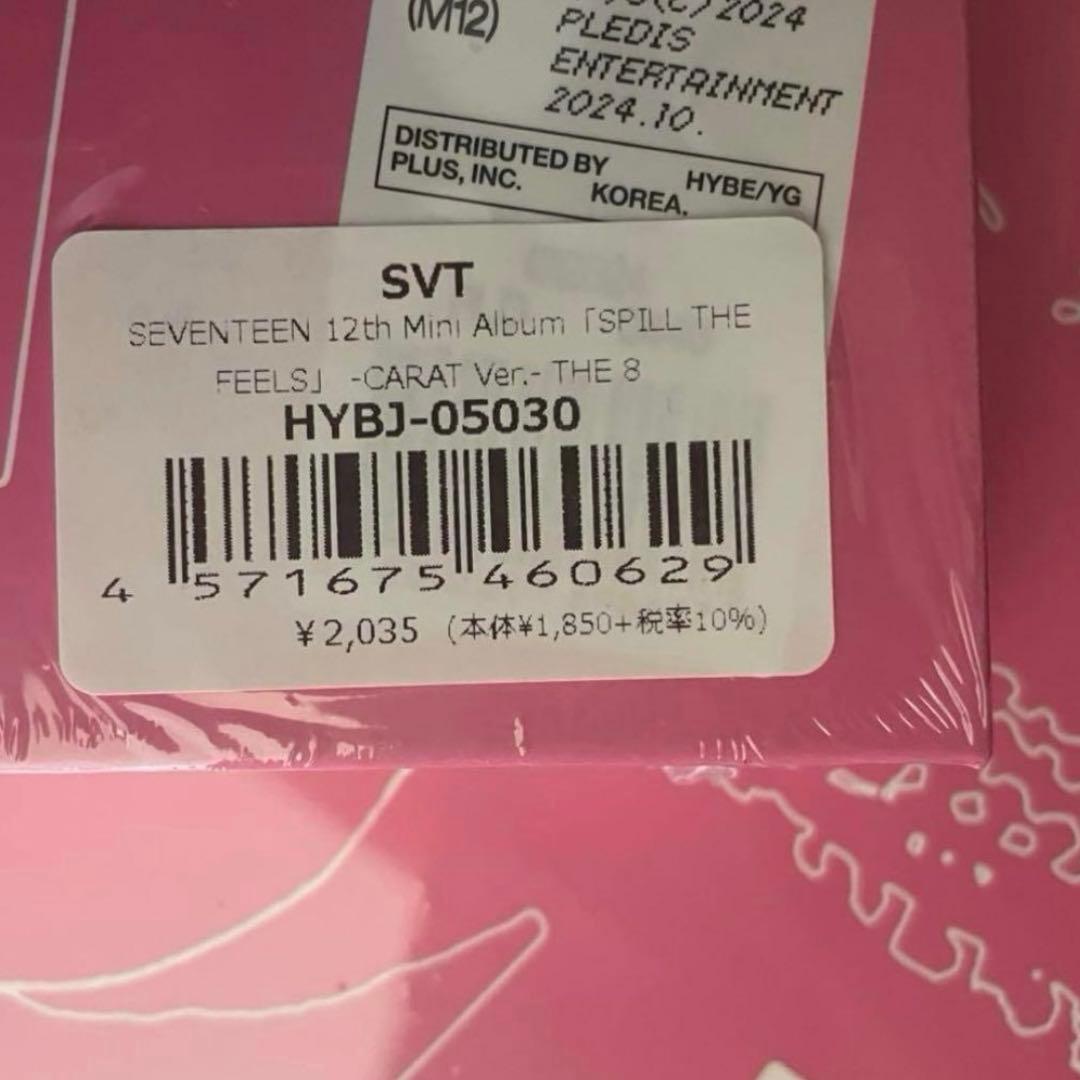 (M12)
2024
PLEDIS
ENTERTAINMENT
2024.10.
DISTRIBUTED BY HYBE/YG
PLUS, INC. KOREA.
SVT
SEVENTEEN 12th Mini Album「SPILL THE
FEELS」 -CARAT Ver.- THE 8
HYBJ-05030
4 571675 460629
¥2,035 (本体¥1,850+税率10%)